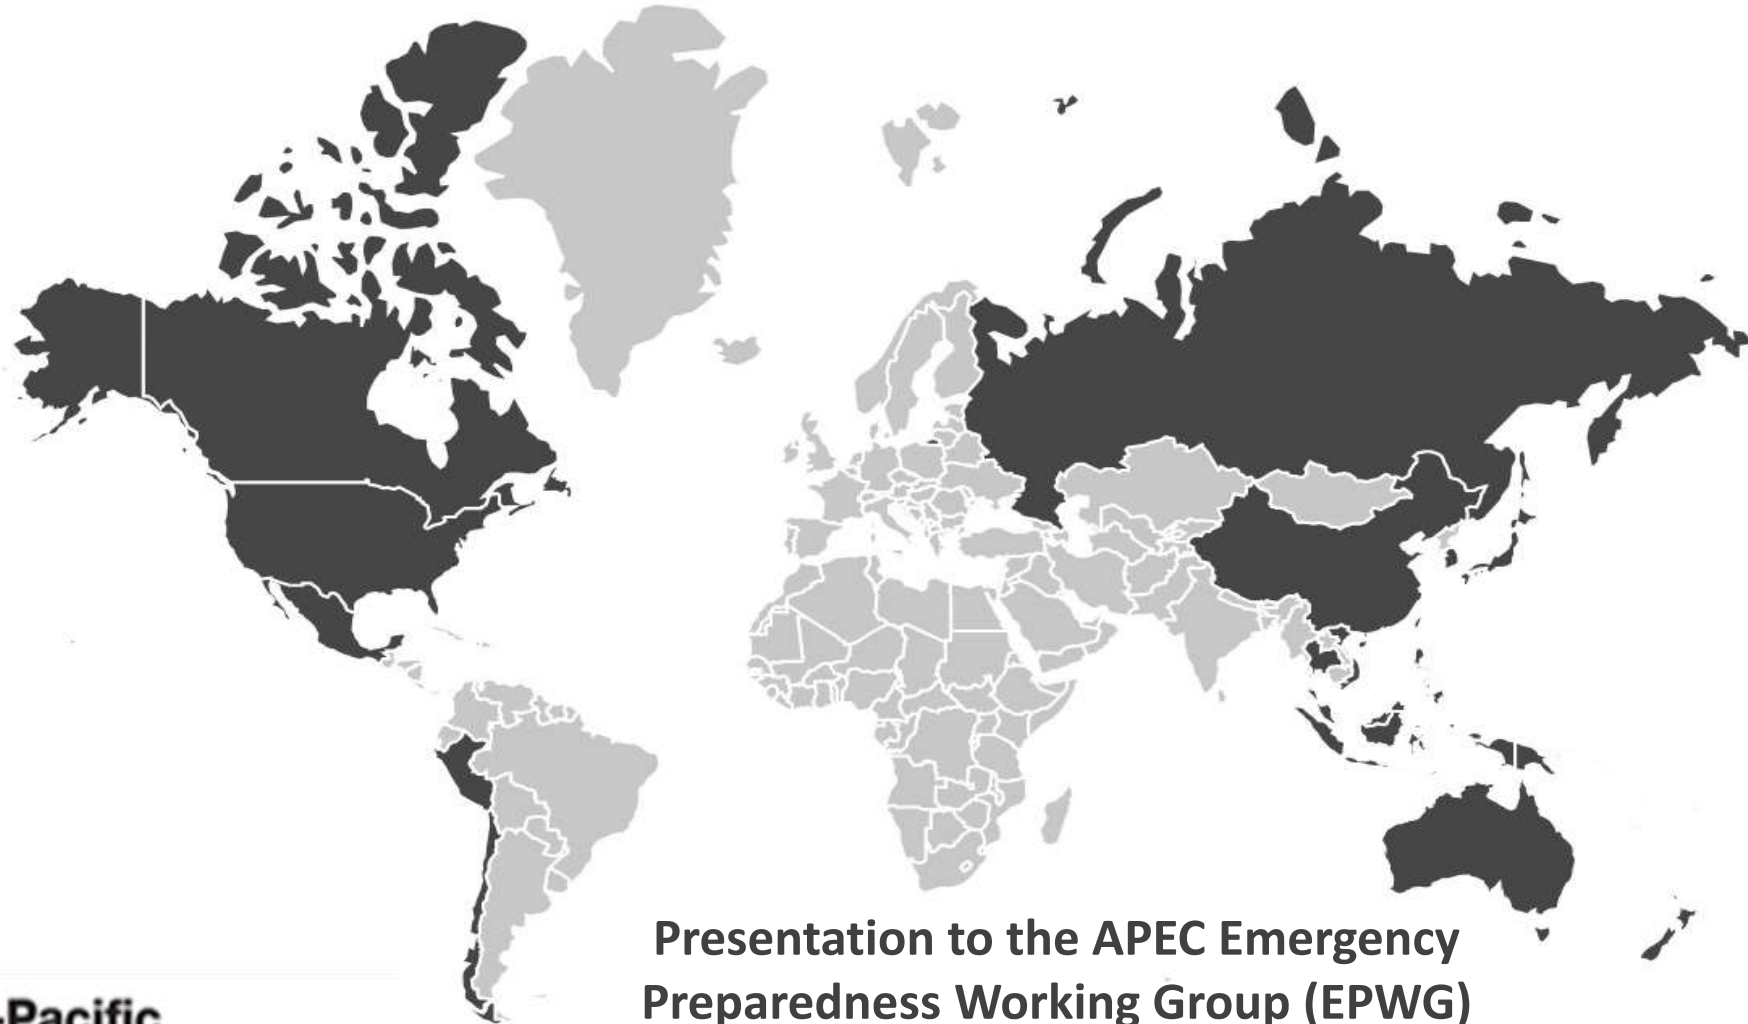 Presentation to the APEC Emergency
Preparedness Working Group (EPWG)
-Pacific